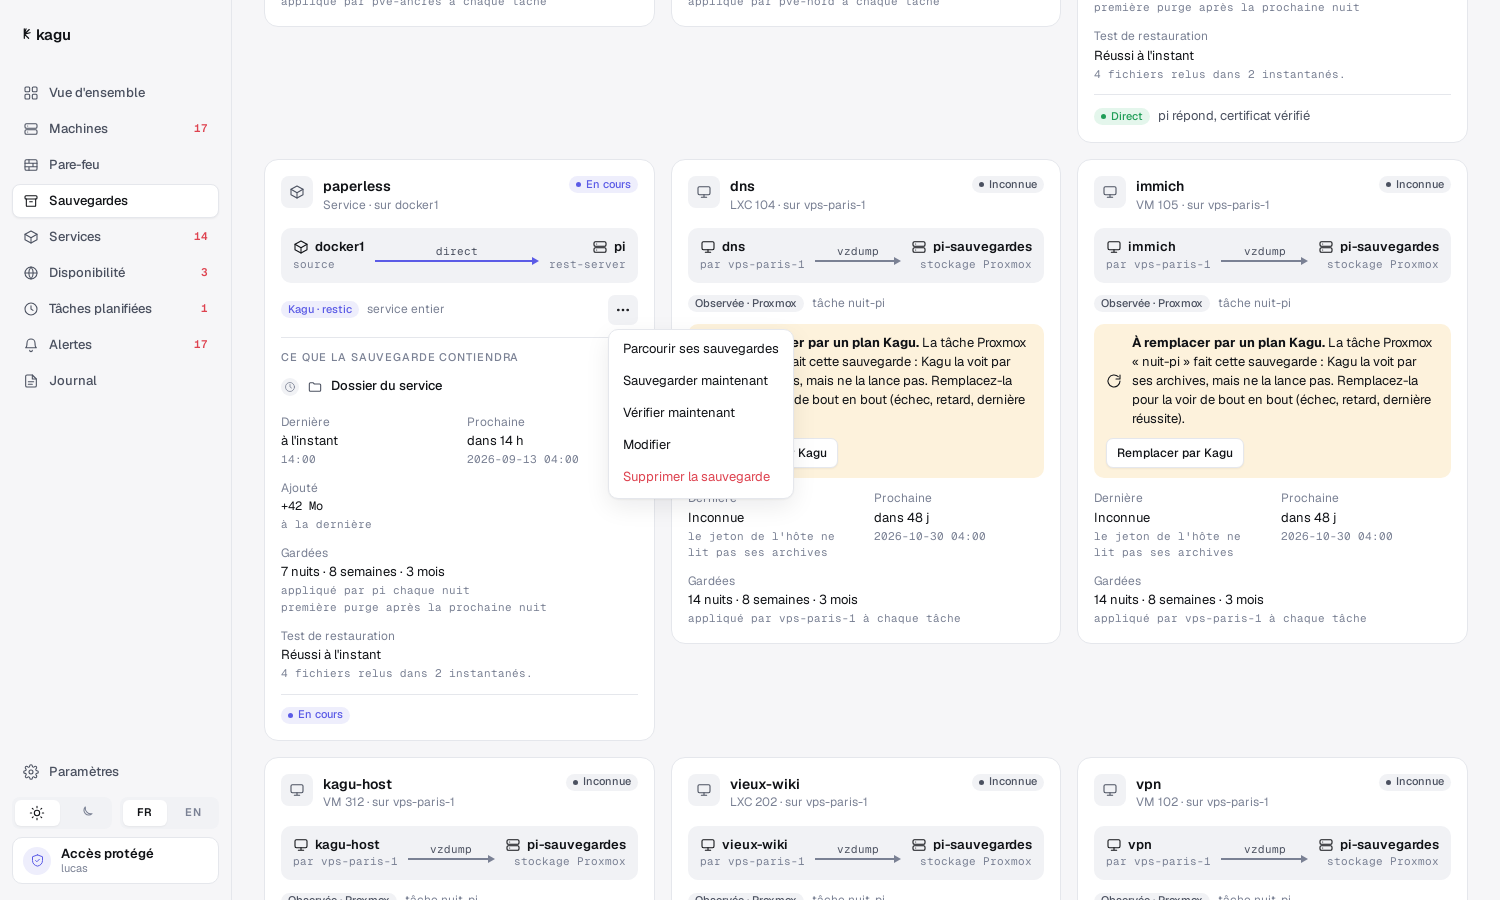 kagu
Vue d'ensemble
Machines 17
Pare-feu
Sauvegardes
Services 14
Disponibilité 3
Tâches planifiées 1
Alertes 17
Journal
Paramètres
FR EN
Accès protégé
lucas
appliqué par pve-ancres à chaque tâche
appliqué par pve-nord à chaque tâche
première purge après la prochaine nuit
Test de restauration
Réussi à l'instant
4 fichiers relus dans 2 instantanés.
Direct pi répond, certificat vérifié
paperless
En cours
Service · sur docker1
docker1 direct pi
source rest-server
Kagu · restic service entier
CE QUE LA SAUVEGARDE CONTIENDRA
Dossier du service
Dernière Prochaine
à l'instant dans 14 h
14:00 2026-09-13 04:00
Ajouté
+42 Mo
à la dernière
Gardées
7 nuits · 8 semaines · 3 mois
appliqué par pi chaque nuit
première purge après la prochaine nuit
Test de restauration
Réussi à l'instant
4 fichiers relus dans 2 instantanés.
En cours
Parcourir ses sauvegardes
Sauvegarder maintenant
Vérifier maintenant
Modifier
Supprimer la sauvegarde
dns
Inconnue
LXC 104 · sur vps-paris-1
dns vzdump pi-sauvegardes
par vps-paris-1 stockage Proxmox
Observée · Proxmox tâche nuit-pi
er par un plan Kagu. La tâche Proxmox
ait cette sauvegarde : Kagu la voit par
s, mais ne la lance pas. Remplacez-la
de bout en bout (échec, retard, dernière
Kagu
Dernière Prochaine
Inconnue dans 48 j
le jeton de l'hôte ne 2026-10-30 04:00
lit pas ses archives
Gardées
14 nuits · 8 semaines · 3 mois
appliqué par vps-paris-1 à chaque tâche
immich
Inconnue
VM 105 · sur vps-paris-1
immich vzdump pi-sauvegardes
par vps-paris-1 stockage Proxmox
Observée · Proxmox tâche nuit-pi
À remplacer par un plan Kagu. La tâche Proxmox
« nuit-pi » fait cette sauvegarde : Kagu la voit par
ses archives, mais ne la lance pas. Remplacez-la
pour la voir de bout en bout (échec, retard, dernière
réussite).
Remplacer par Kagu
Dernière Prochaine
Inconnue dans 48 j
le jeton de l'hôte ne 2026-10-30 04:00
lit pas ses archives
Gardées
14 nuits · 8 semaines · 3 mois
appliqué par vps-paris-1 à chaque tâche
kagu-host
Inconnue
VM 312 · sur vps-paris-1
kagu-host vzdump pi-sauvegardes
par vps-paris-1 stockage Proxmox
Observée · Proxmox tâche nuit-pi
vieux-wiki
Inconnue
LXC 202 · sur vps-paris-1
vieux-wiki vzdump pi-sauvegardes
par vps-paris-1 stockage Proxmox
Observée · Proxmox tâche nuit-pi
vpn
Inconnue
VM 102 · sur vps-paris-1
vpn vzdump pi-sauvegardes
par vps-paris-1 stockage Proxmox
Observée · Proxmox tâche nuit-pi